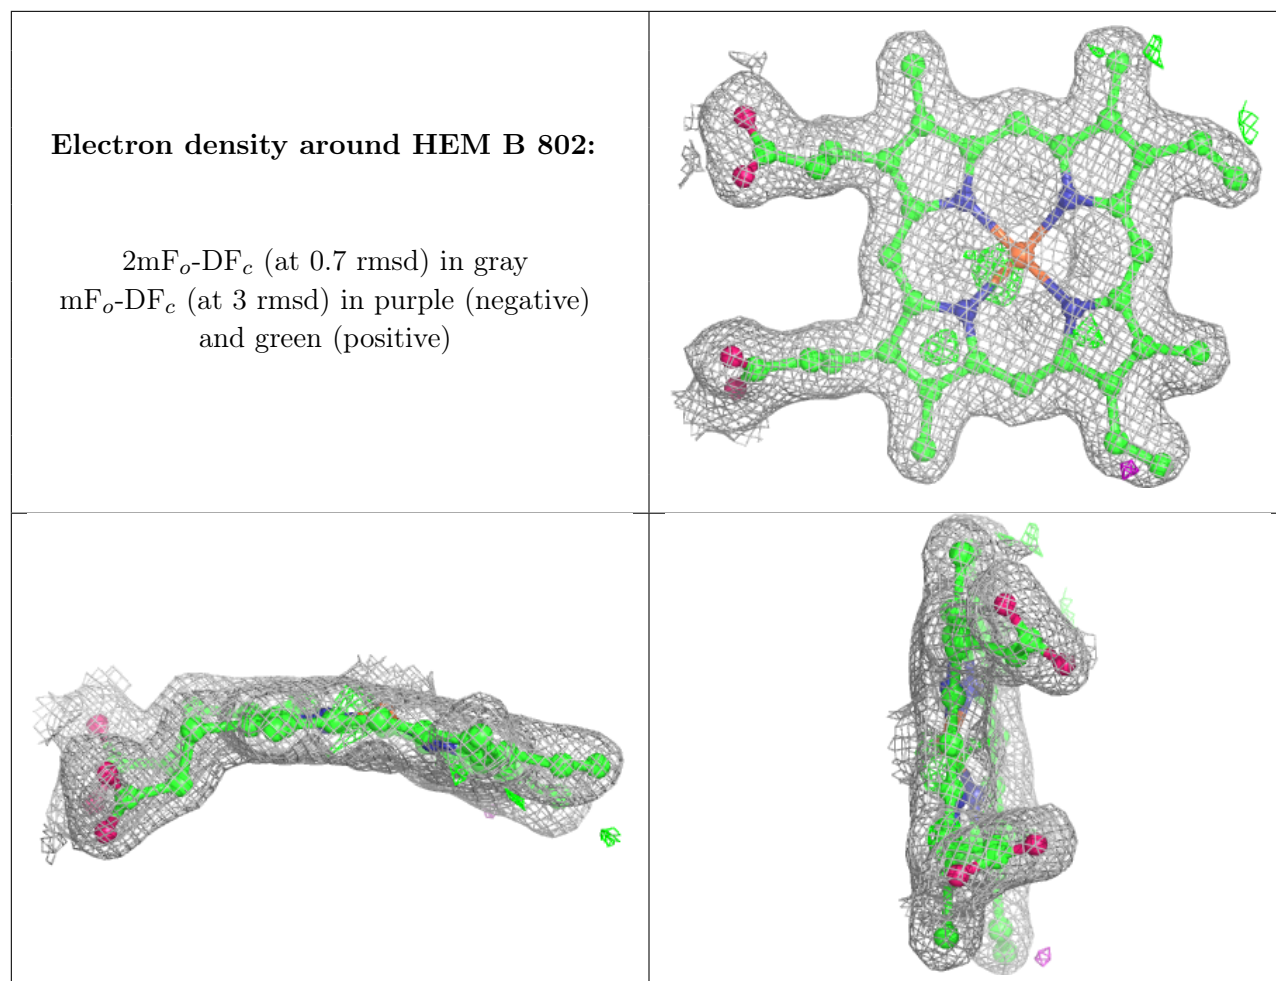 Electron density around HEM B 802:
2mFo-DFc (at 0.7 rmsd) in gray
mFo-DFc (at 3 rmsd) in purple (negative)
and green (positive)